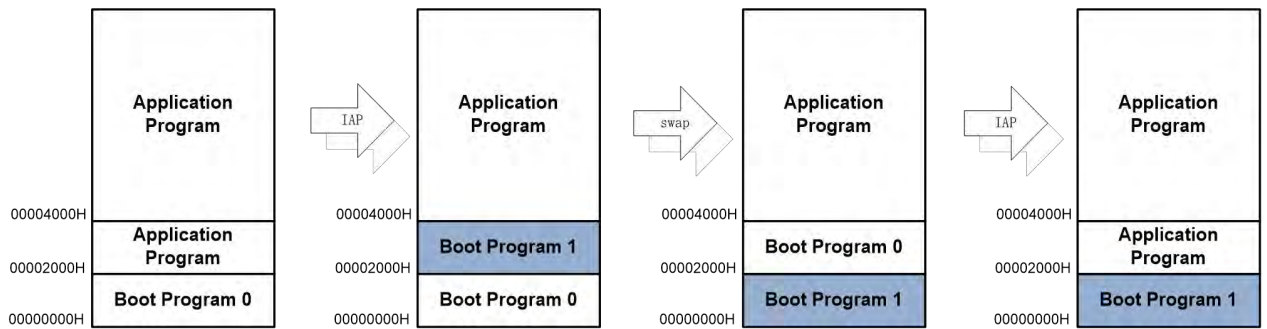 Application
Program
00004000H
Application
Program
00002000H
Boot Program 0
00000000H
IAP
Application
Program
00004000H
Boot Program 1
00002000H
Boot Program 0
00000000H
swap
Application
Program
00004000H
Boot Program 0
00002000H
Boot Program 1
00000000H
IAP
Application
Program
00004000H
Application
Program
00002000H
Boot Program 1
00000000H